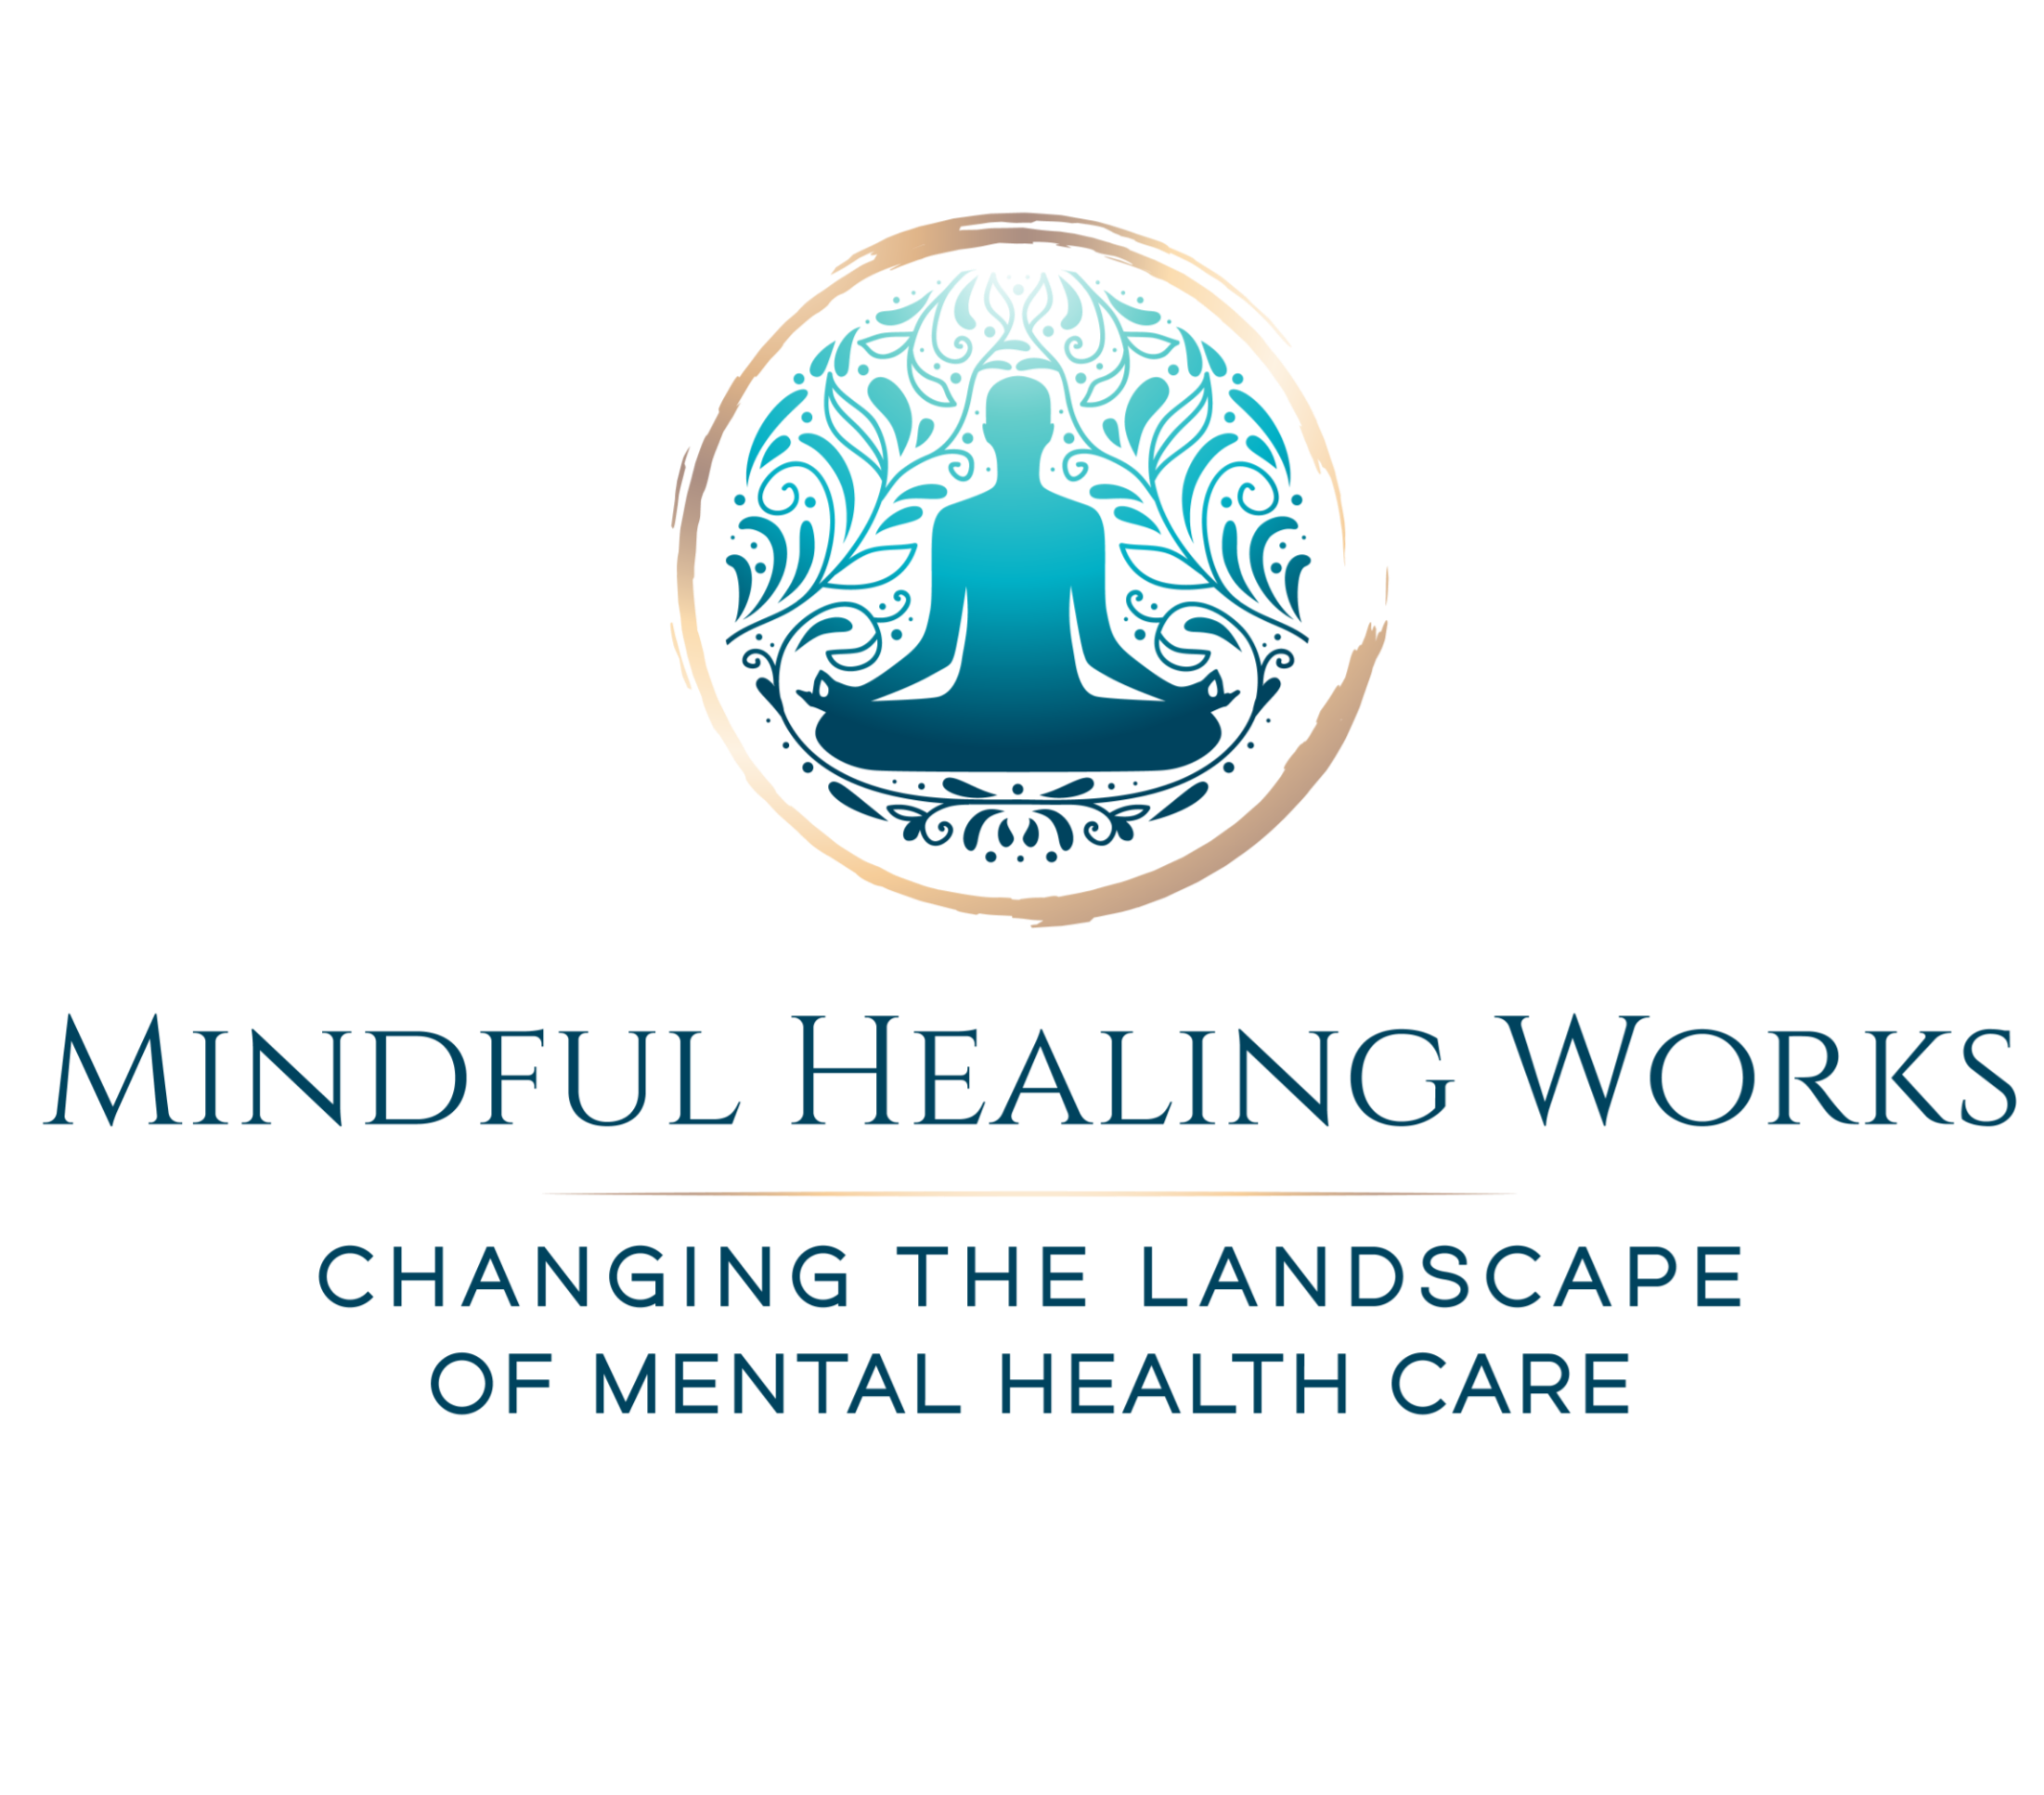 Mindful Healing Works
Changing the Landscape
of Mental Health Care